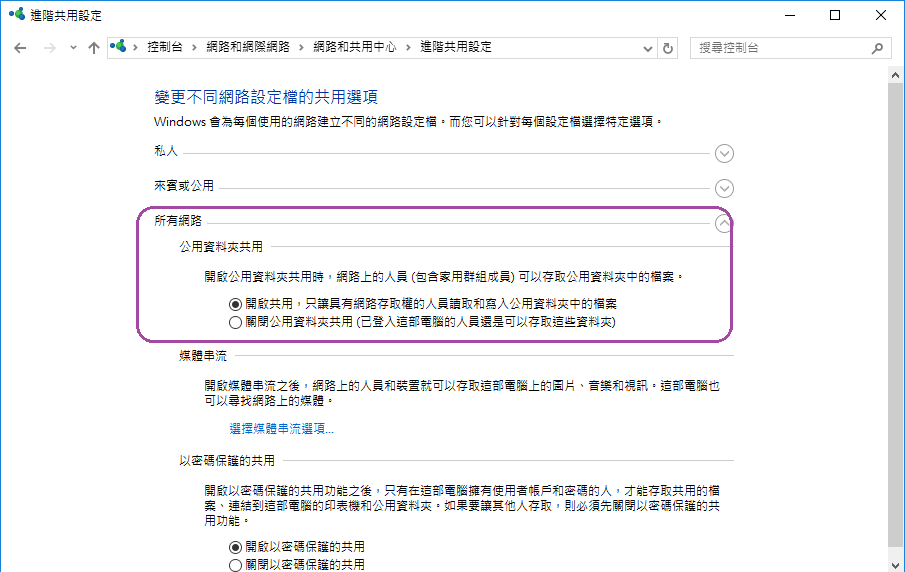 進階共用設定
控制台 > 網路和網際網路 > 網路和共用中心 > 進階共用設定
搜尋控制台
變更不同網路設定檔的共用選項
Windows 會為每個使用的網路建立不同的網路設定檔。而您可以針對每個設定檔選擇特定選項。
私人
來賓或公用
所有網路
公用資料夾共用
開啟公用資料夾共用時，網路上的人員 (包含家用群組成員) 可以存取公用資料夾中的檔案。
開啟共用，只讓具有網路存取權的人員讀取和寫入公用資料夾中的檔案
關閉公用資料夾共用 (已登入這部電腦的人員還是可以存取這些資料夾)
媒體串流
開啟媒體串流之後，網路上的人員和裝置就可以存取這部電腦上的圖片、音樂和視訊。這部電腦也
可以尋找網路上的媒體。
選擇媒體串流選項...
以密碼保護的共用
開啟以密碼保護的共用功能之後，只有在這部電腦擁有使用者帳戶和密碼的人，才能存取共用的檔
案、連結到這部電腦的印表機和公用資料夾。如果要讓其他人存取，則必須先關閉以密碼保護的共
用功能。
開啟以密碼保護的共用
關閉以密碼保護的共用